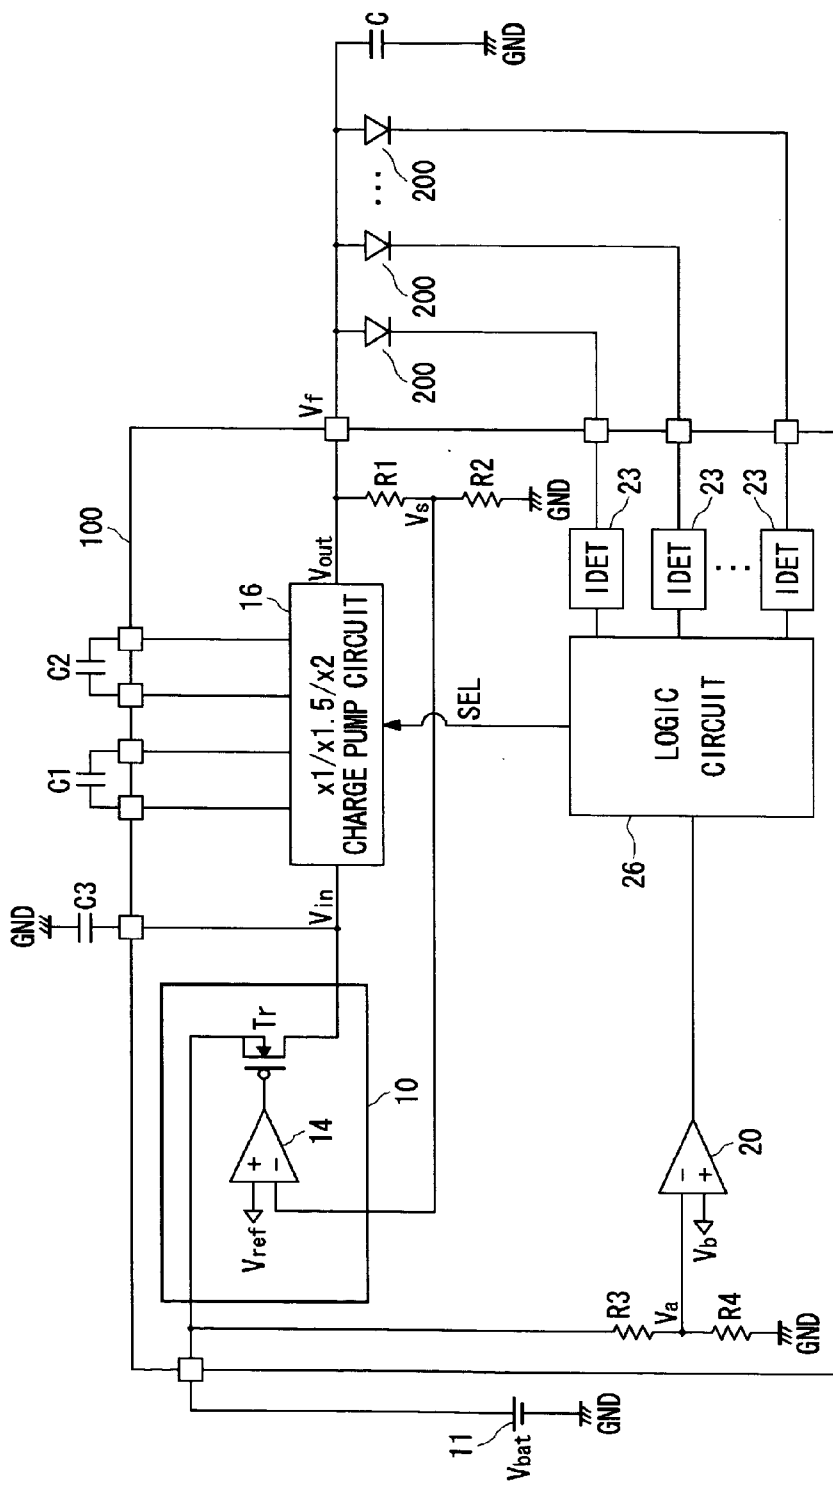 100
GND
C3
C1
C2
Tr
Vref
+
−
14
10
Vin
x1/x1.5/x2
CHARGE PUMP CIRCUIT
16
Vout
Vf
R1
Vs
R2
GND
200
200
...
200
C
GND
11
Vbat
GND
R3
Va
R4
GND
Vb
−
+
20
SEL
26
LOGIC
CIRCUIT
IDET
23
IDET
23
...
IDET
23